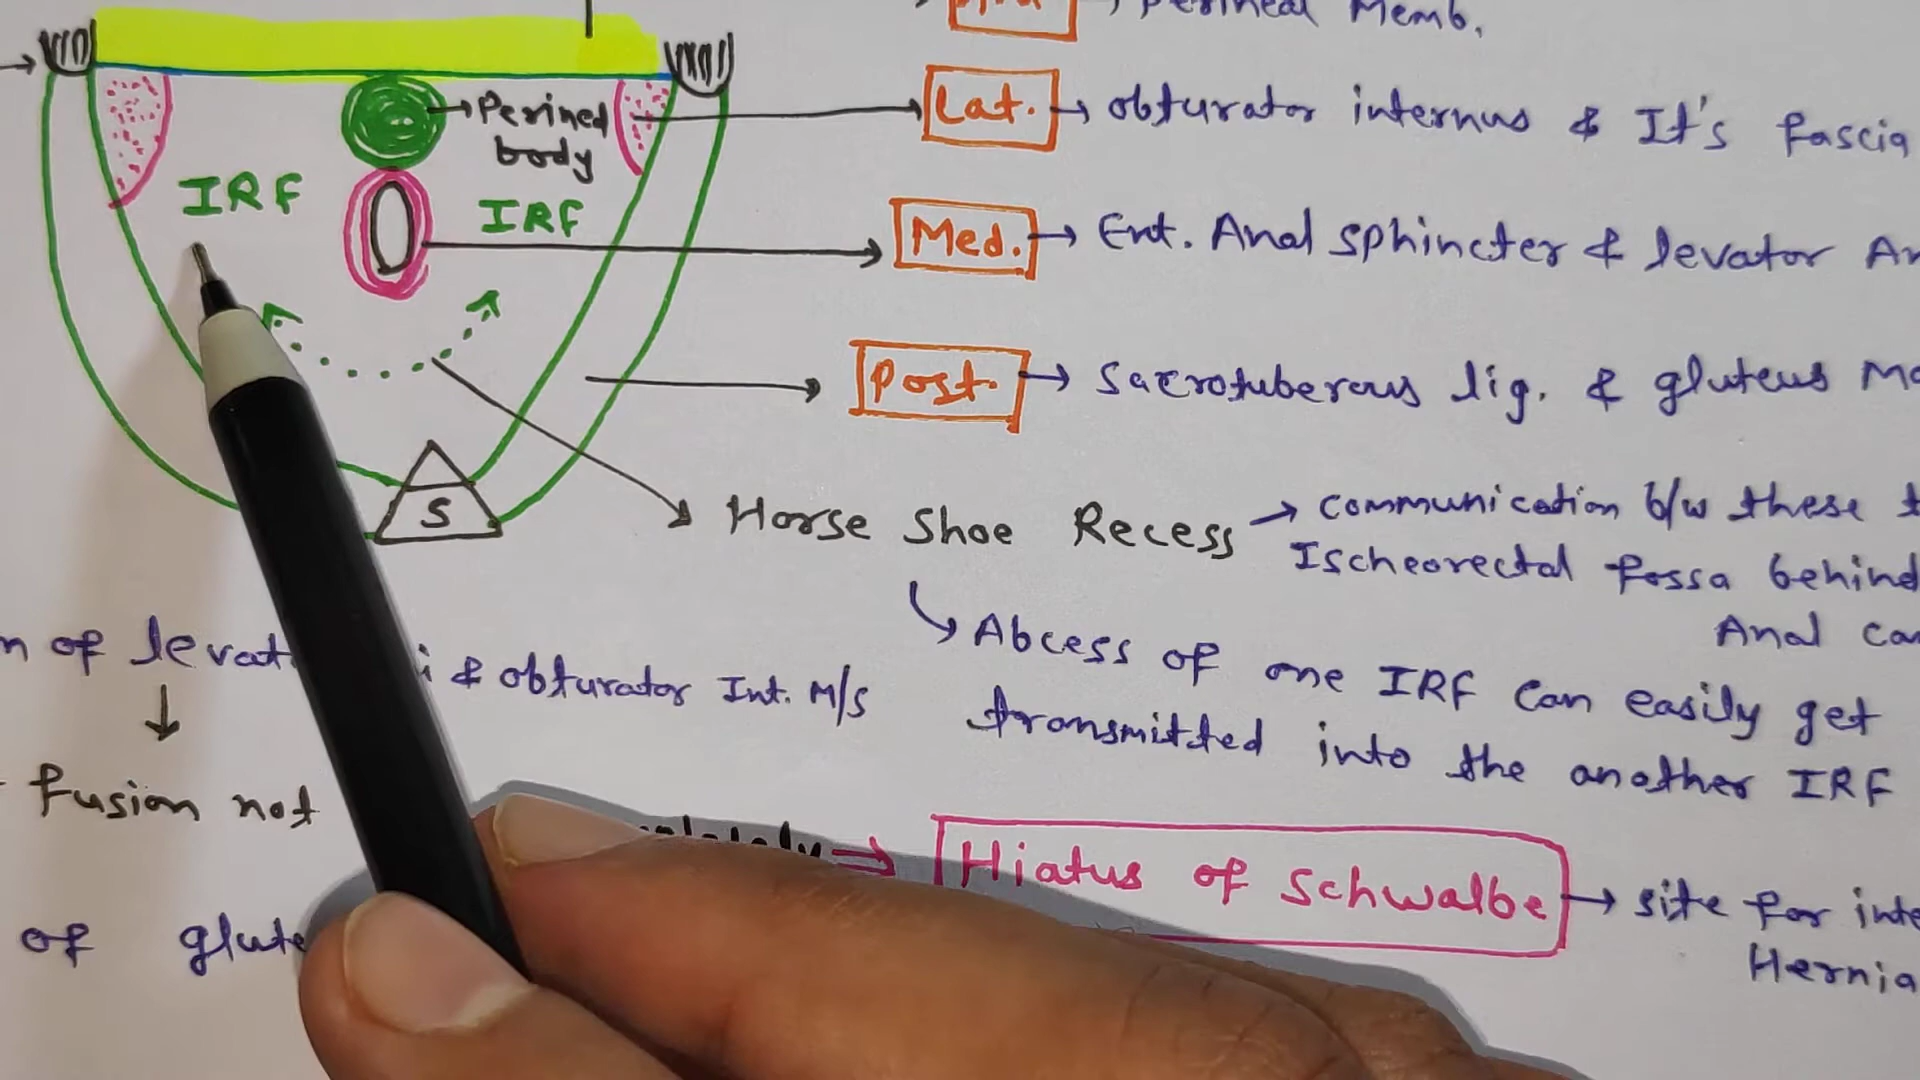 → Perineal Memb.
→ Perined
body
Lat. → obturator internus & It's fascia
IRF
IRF
Med. → Ent. Anal sphincter & levator
Post. → Sacrotuberous lig. & gluteus
S
Horse Shoe Recess → communication b/w these
Ischeorectal fossa behind
Anal
Abcess of one IRF can easily get
transmitted into the another IRF
of levat & obturator Int. M/S
fusion not
Hiatus of Schwalbe → site for
Hernia
of glute